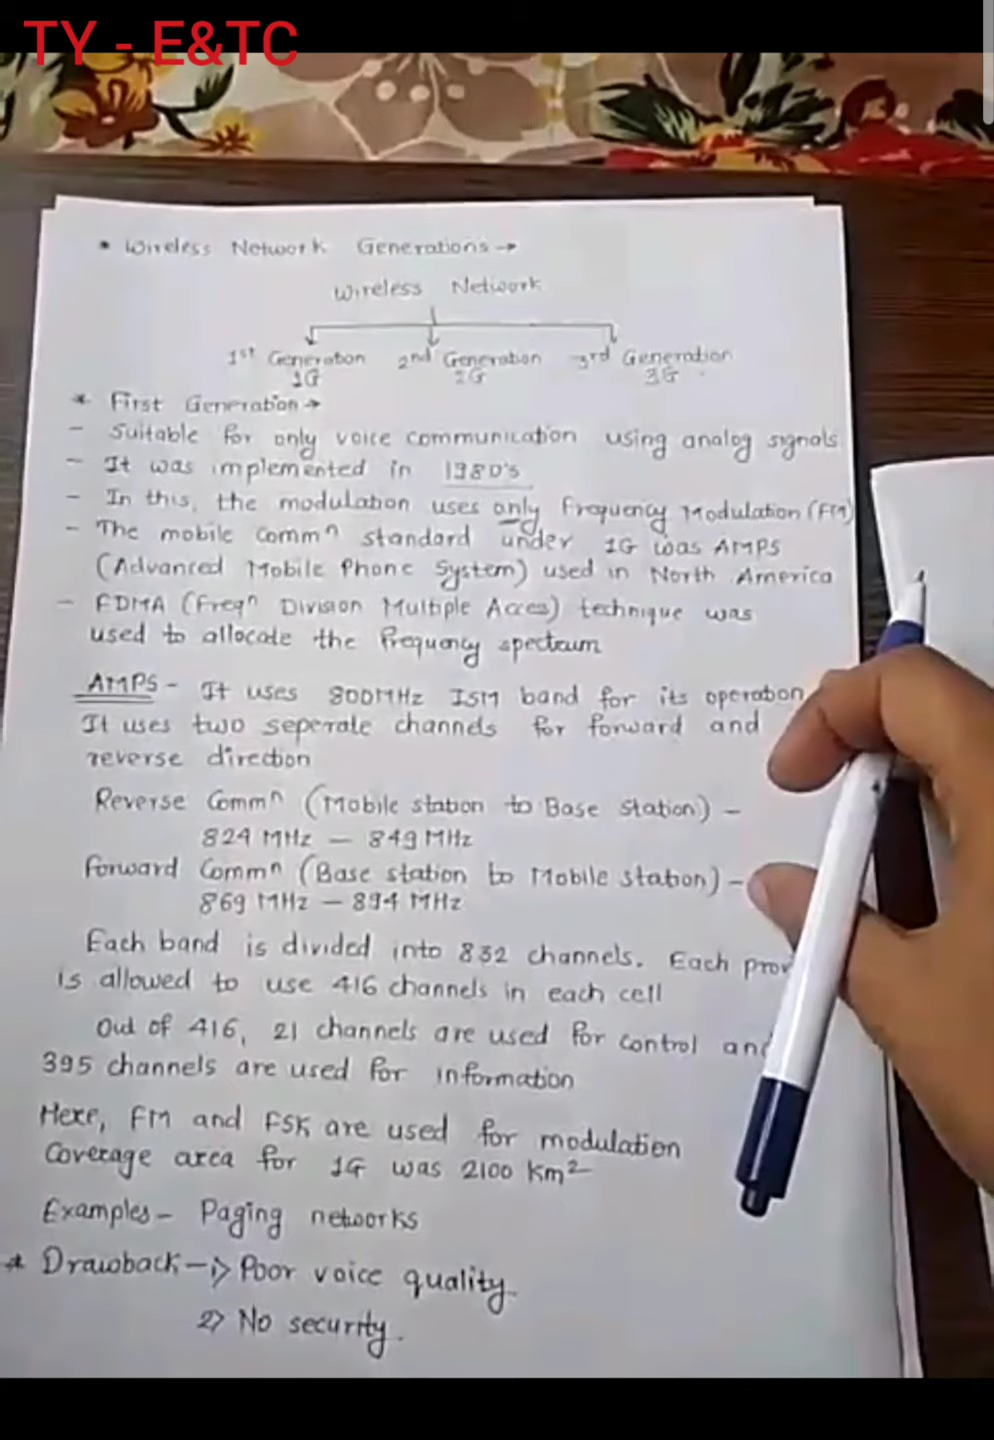 TY - E&TC
• Wireless Network Generations →
Wireless Network
1st Generation 2nd Generation 3rd Generation
1G 2G 3G
* First Generation →
- Suitable for only voice communication using analog signals
- It was implemented in 1980's
- In this, the modulation uses only Frequency Modulation (FM)
- The mobile Commⁿ standard under 1G was AMPS
(Advanced Mobile Phone System) used in North America
- FDMA (Freqⁿ Division Multiple Acces) technique was
used to allocate the frequency spectrum
AMPS - It uses 800MHz ISM band for its operation
It uses two seperate channels for forward and
reverse direction
Reverse Commⁿ (Mobile station to Base Station) -
824 MHz - 849 MHz
Forward Commⁿ (Base station to Mobile station) -
869 MHz - 894 MHz
Each band is divided into 832 channels. Each
is allowed to use 416 channels in each cell
Out of 416, 21 channels are used for control and
395 channels are used for information
Here, FM and FSK are used for modulation
Coverage area for 1G was 2100 Km²
Examples - Paging networks
* Drawback - 1> Poor voice quality.
2> No security.